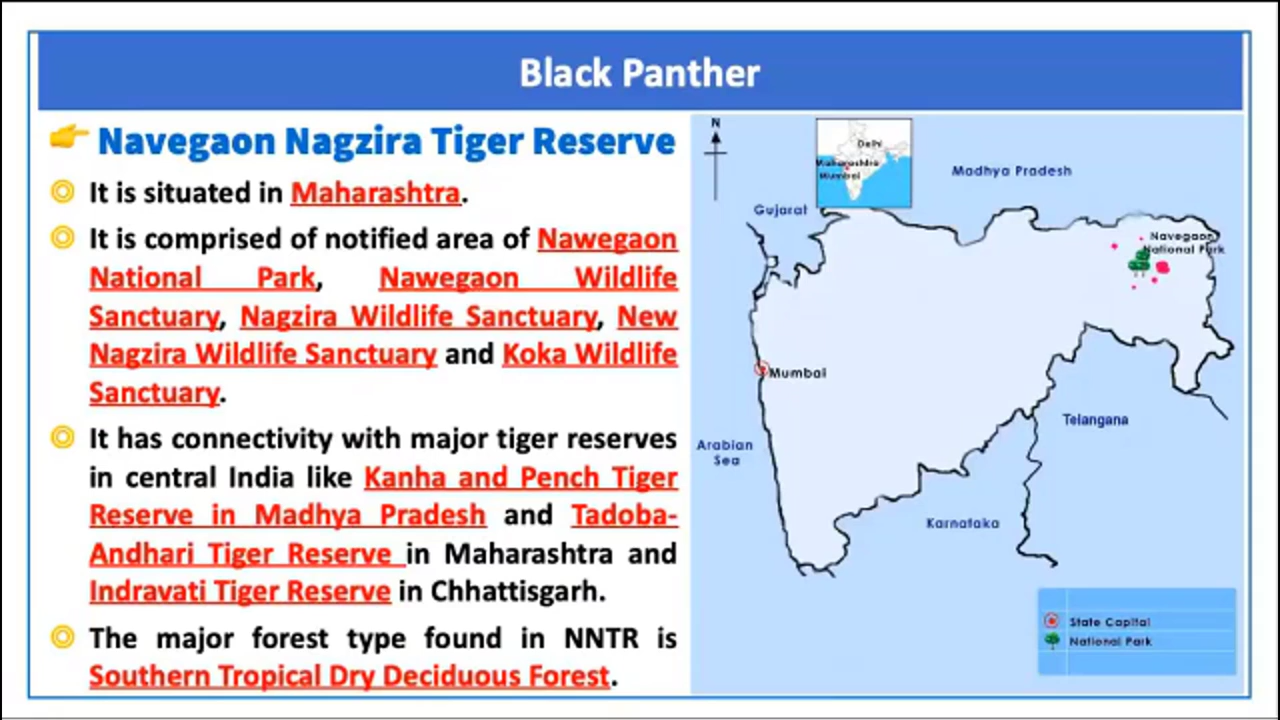 Black Panther
Navegaon Nagzira Tiger Reserve
It is situated in Maharashtra.
It is comprised of notified area of Nawegaon
National Park, Nawegaon Wildlife
Sanctuary, Nagzira Wildlife Sanctuary, New
Nagzira Wildlife Sanctuary and Koka Wildlife
Sanctuary.
It has connectivity with major tiger reserves
in central India like Kanha and Pench Tiger
Reserve in Madhya Pradesh and Tadoba-
Andhari Tiger Reserve in Maharashtra and
Indravati Tiger Reserve in Chhattisgarh.
The major forest type found in NNTR is
Southern Tropical Dry Deciduous Forest.
N
Delhi
Maharashtra
Mumbai
Madhya Pradesh
Gujarat
Navegaon
National Park
Mumbai
Telangana
Arabian
Sea
Karnataka
State Capital
National Park